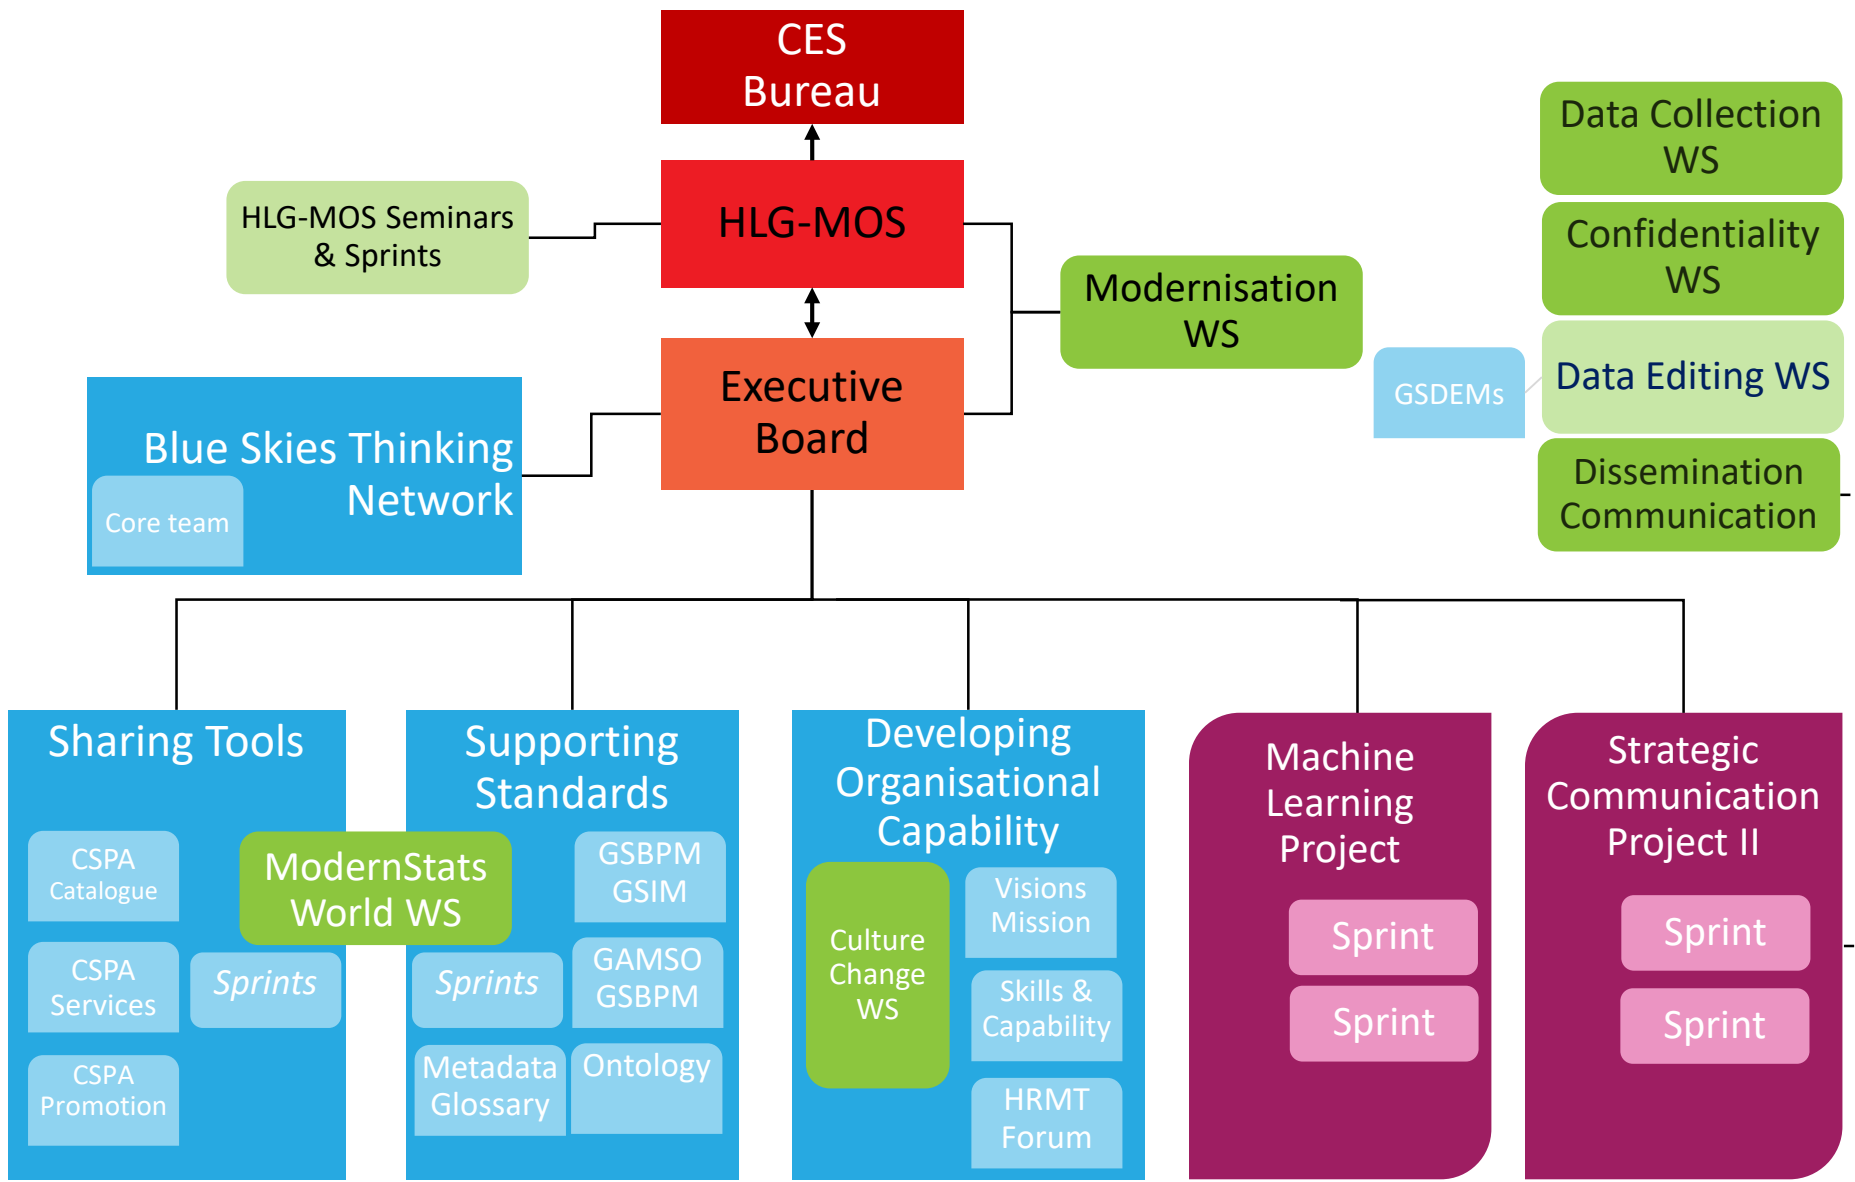 CES
Bureau
HLG-MOS Seminars
& Sprints
HLG-MOS
Modernisation
WS
Executive
Board
Blue Skies Thinking
Network
Core team
Data Collection
WS
Confidentiality
WS
GSDEMs
Data Editing WS
Dissemination
Communication
Sharing Tools
CSPA
Catalogue
CSPA
Services
Sprints
CSPA
Promotion
ModernStats
World WS
Supporting
Standards
GSBPM
GSIM
Sprints
GAMSO
GSBPM
Metadata
Glossary
Ontology
Developing
Organisational
Capability
Culture
Change
WS
Visions
Mission
Skills &
Capability
HRMT
Forum
Machine
Learning
Project
Sprint
Sprint
Strategic
Communication
Project II
Sprint
Sprint